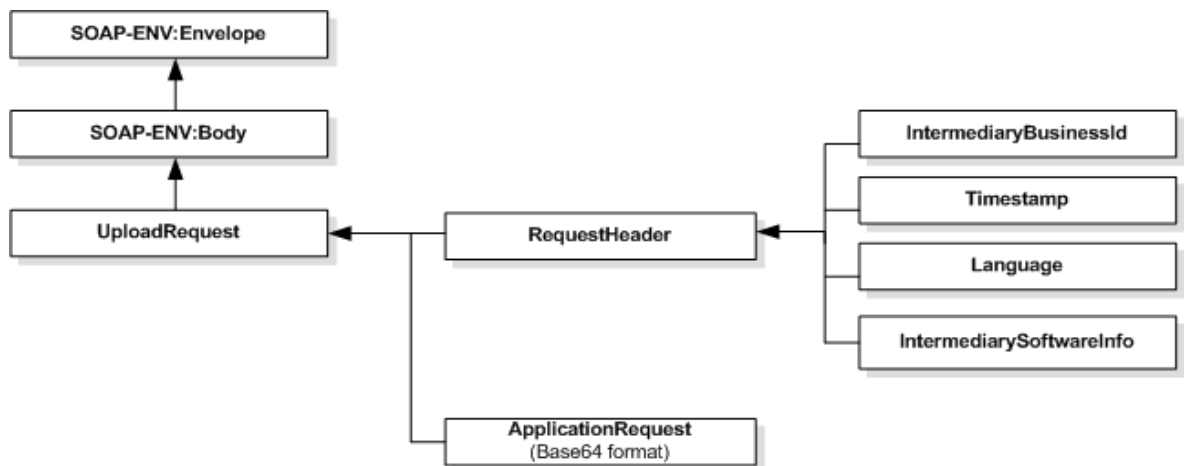 SOAP-ENV:Envelope
SOAP-ENV:Body
UploadRequest
RequestHeader
ApplicationRequest
(Base64 format)
IntermediaryBusinessId
Timestamp
Language
IntermediarySoftwareInfo